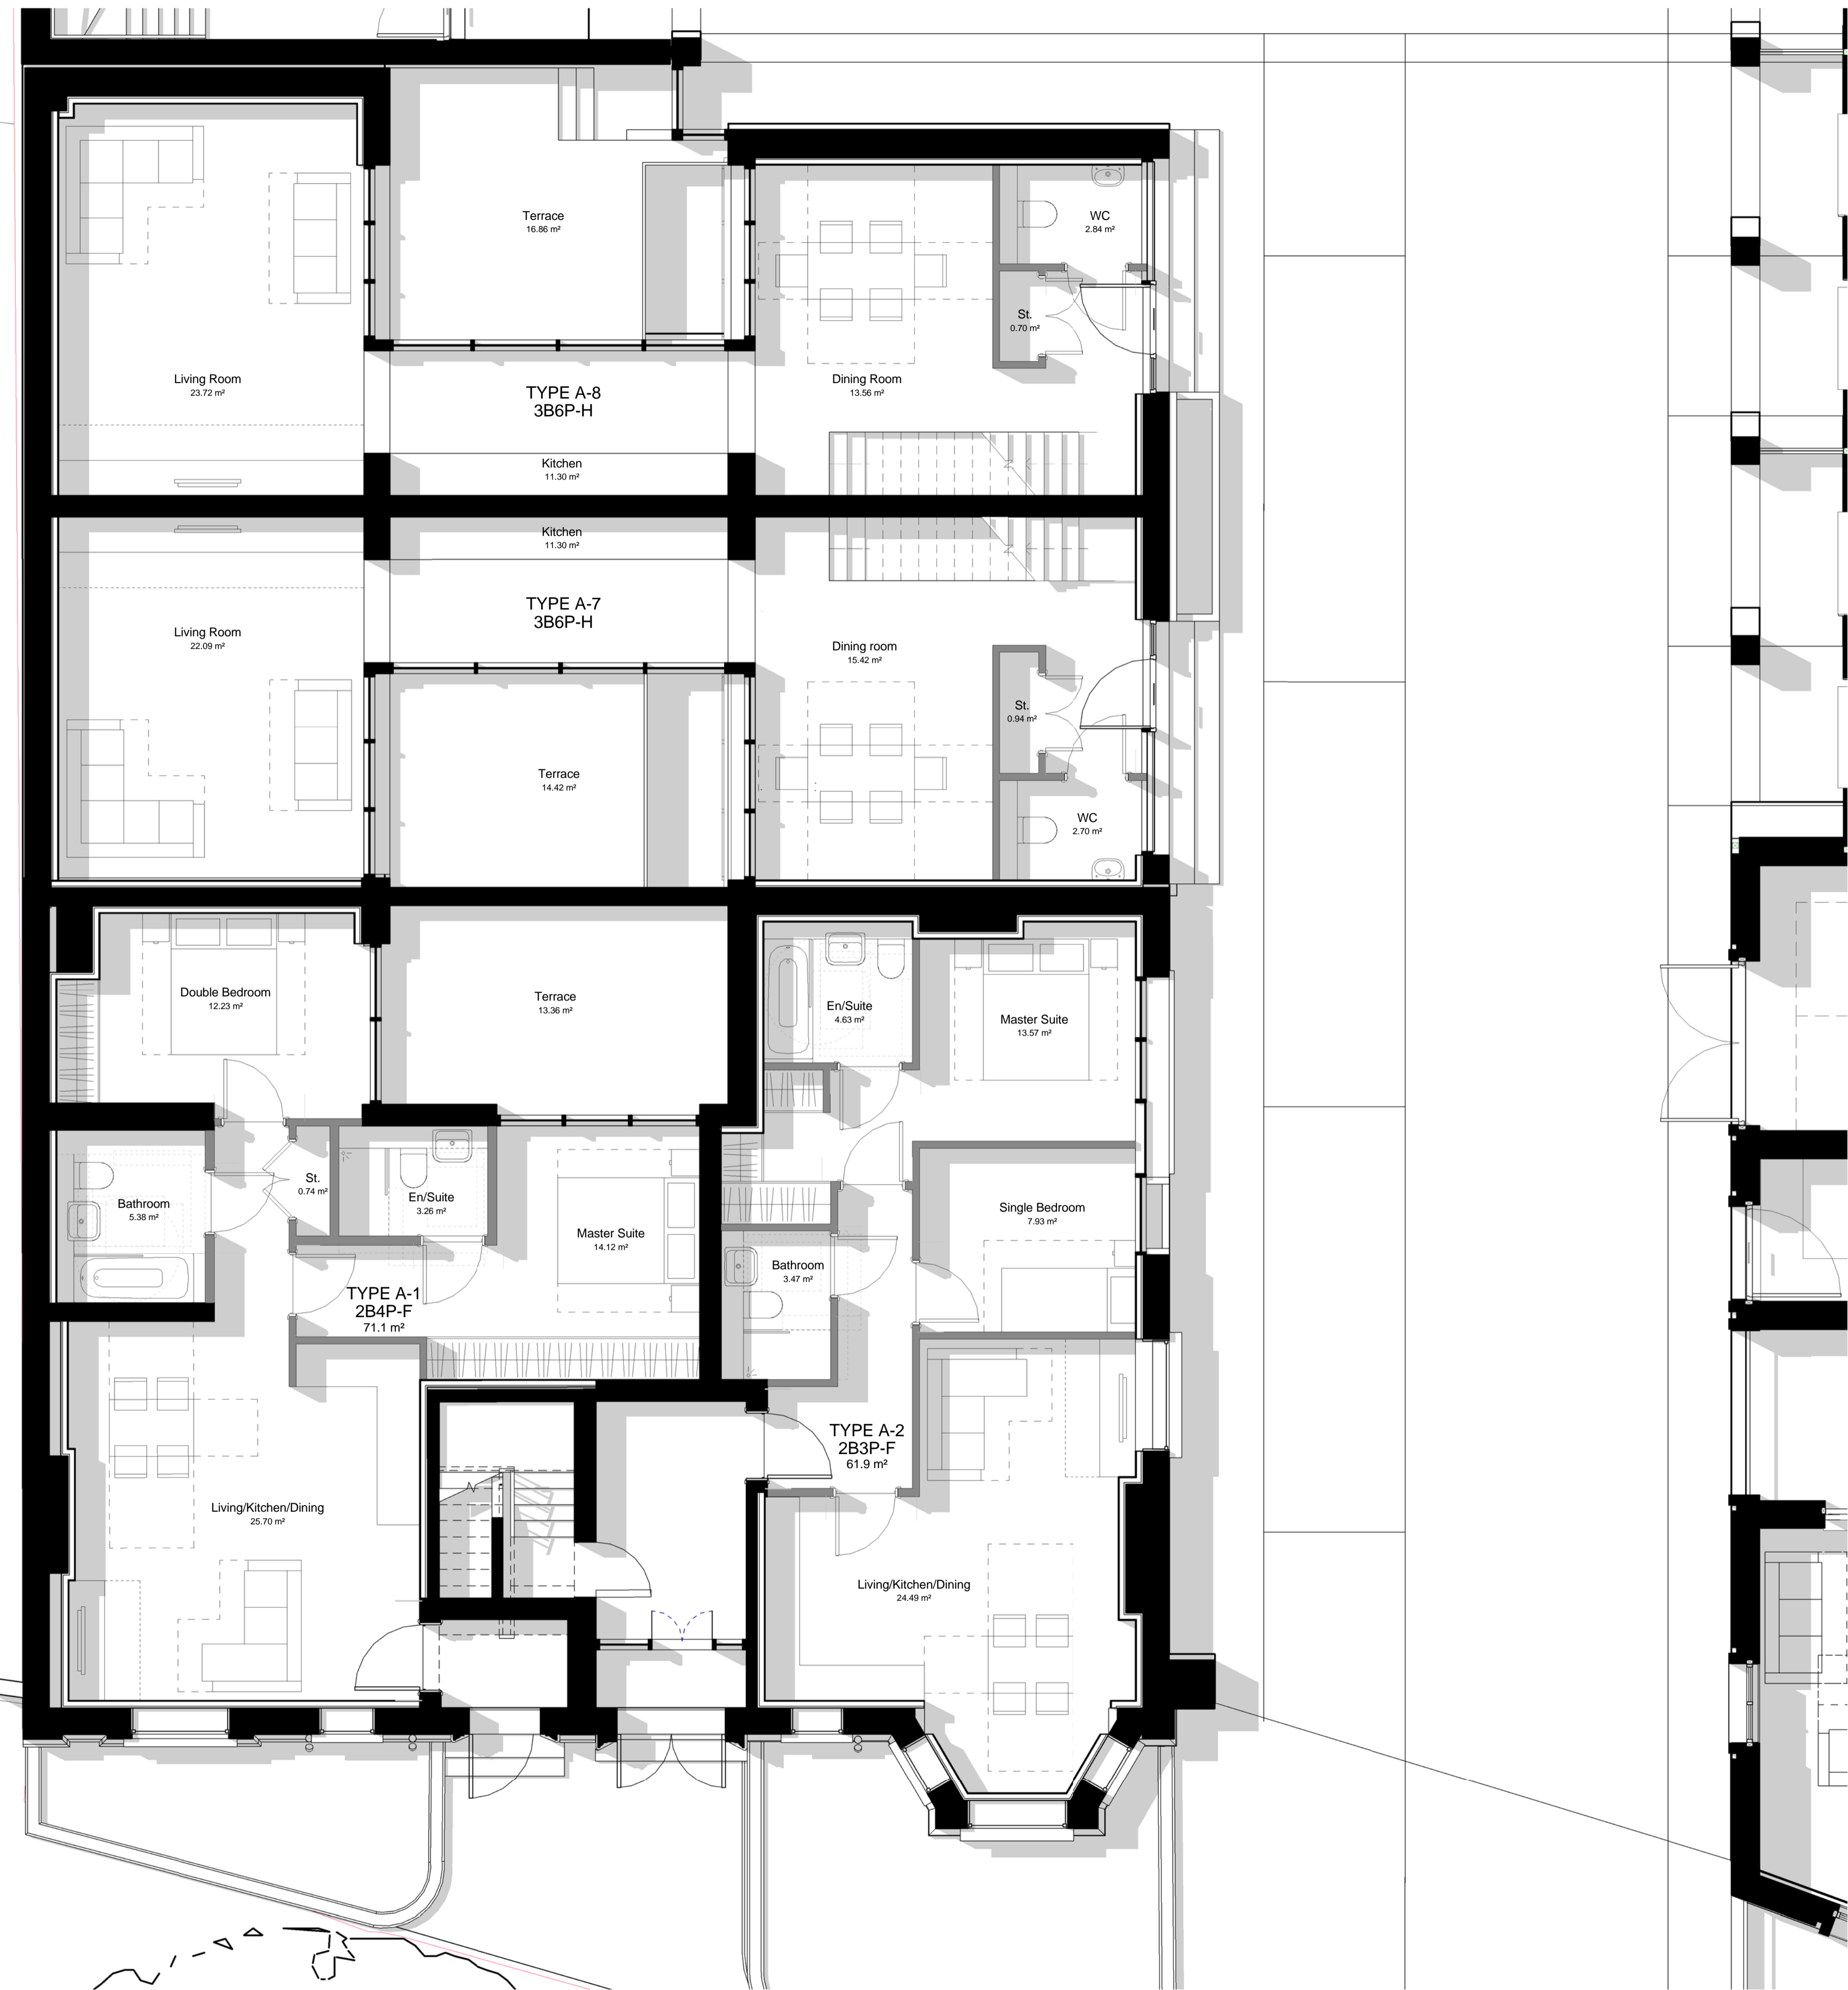 Terrace
16.86 m²
WC
2.84 m²
St.
0.70 m²
Living Room
23.72 m²
TYPE A-8
3B6P-H
Dining Room
13.56 m²
Kitchen
11.30 m²
Kitchen
11.30 m²
TYPE A-7
3B6P-H
Living Room
22.09 m²
Dining room
15.42 m²
St.
0.94 m²
Terrace
14.42 m²
WC
2.70 m²
Double Bedroom
12.23 m²
Terrace
13.36 m²
En/Suite
4.63 m²
Master Suite
13.57 m²
St.
0.74 m²
Bathroom
5.38 m²
En/Suite
3.26 m²
Master Suite
14.12 m²
Single Bedroom
7.93 m²
Bathroom
3.47 m²
TYPE A-1
2B4P-F
71.1 m²
TYPE A-2
2B3P-F
61.9 m²
Living/Kitchen/Dining
25.70 m²
Living/Kitchen/Dining
24.49 m²